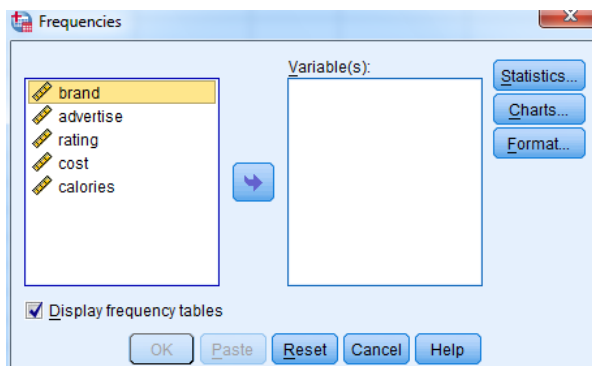 Frequencies
Variable(s):
brand
advertise
rating
cost
calories
Statistics...
Charts...
Format...
Display frequency tables
OK Paste Reset Cancel Help